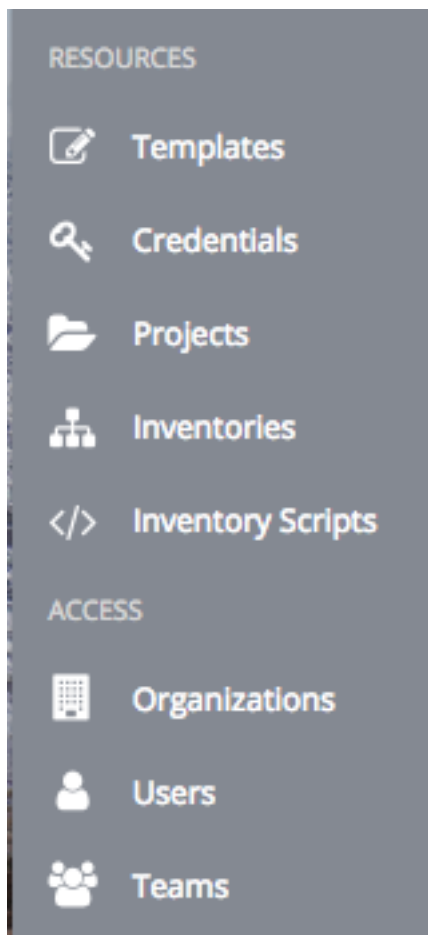 RESOURCES
Templates
Credentials
Projects
Inventories
Inventory Scripts
ACCESS
Organizations
Users
Teams